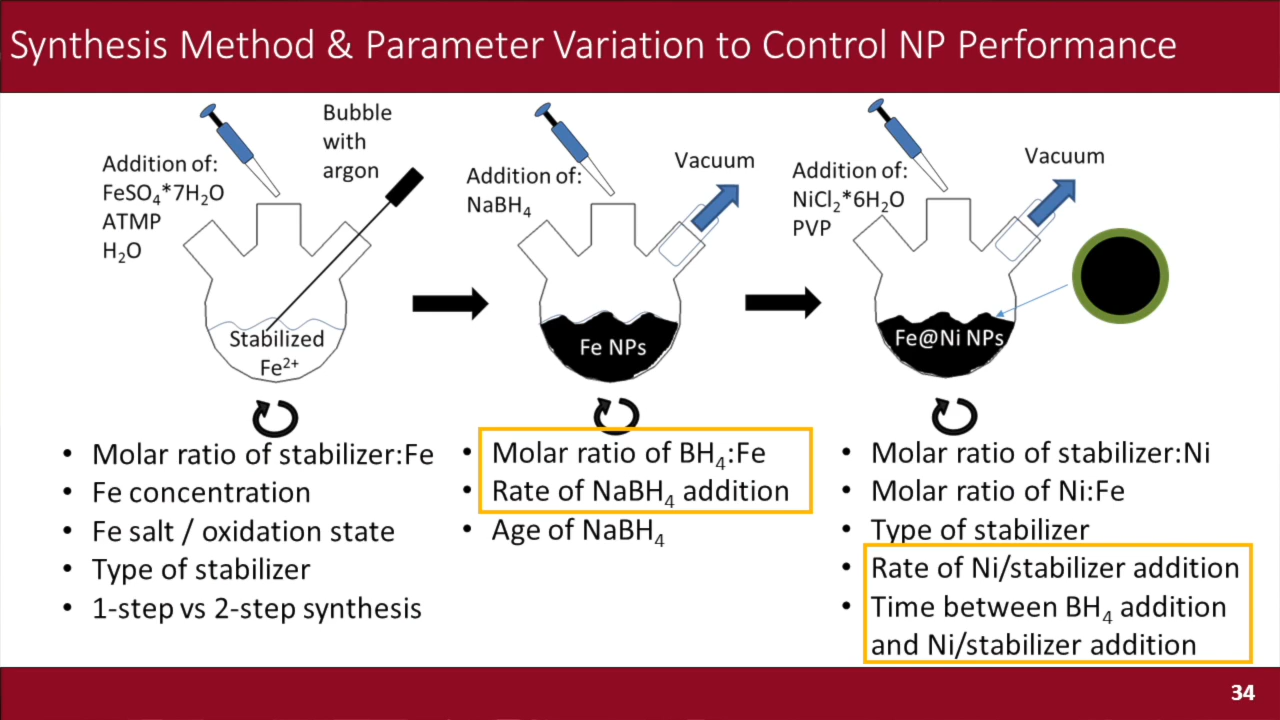 Synthesis Method & Parameter Variation to Control NP Performance
Addition of:
FeSO₄*7H₂O
ATMP
H₂O
Bubble
with
argon
Stabilized
Fe²⁺
Addition of:
NaBH₄
Vacuum
Fe NPs
Addition of:
NiCl₂*6H₂O
PVP
Vacuum
Fe@Ni NPs
• Molar ratio of stabilizer:Fe
• Fe concentration
• Fe salt / oxidation state
• Type of stabilizer
• 1-step vs 2-step synthesis
• Molar ratio of BH₄:Fe
• Rate of NaBH₄ addition
• Age of NaBH₄
• Molar ratio of stabilizer:Ni
• Molar ratio of Ni:Fe
• Type of stabilizer
• Rate of Ni/stabilizer addition
• Time between BH₄ addition
and Ni/stabilizer addition
34